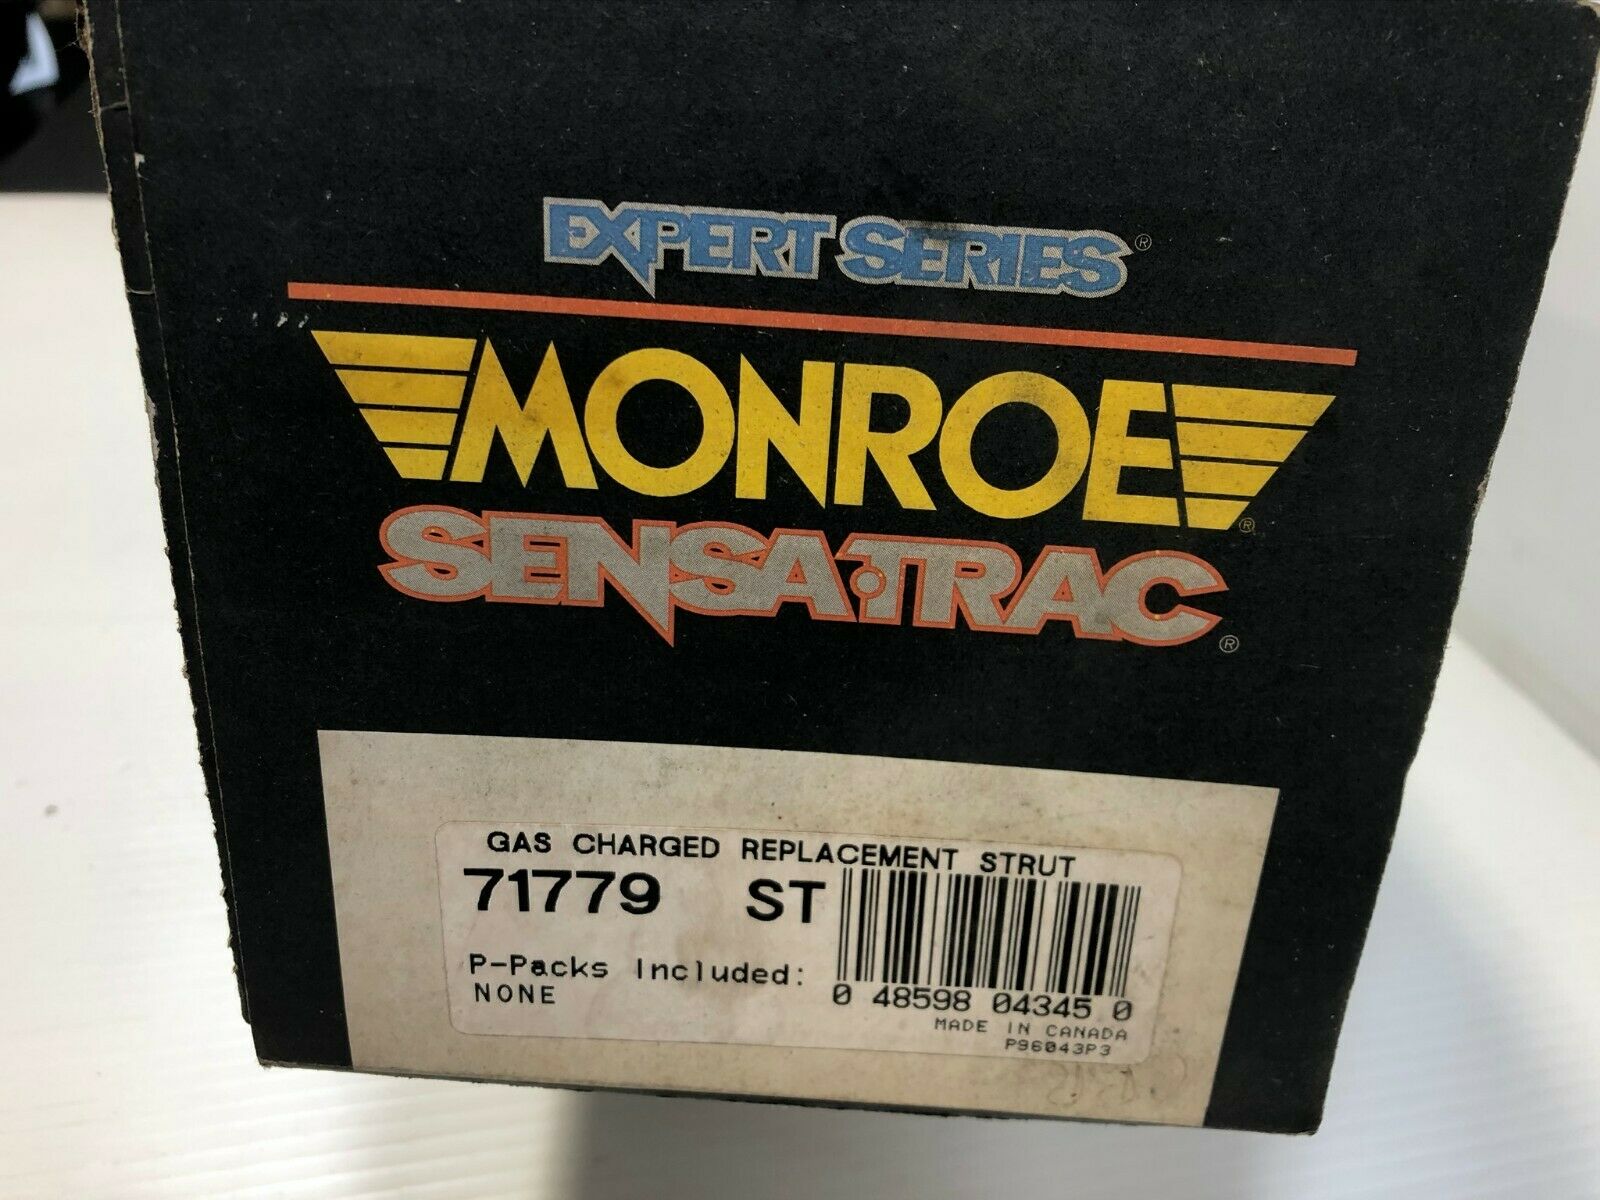 EXPERT SERIES®
MONROE®
SENSA•TRAC®
GAS CHARGED REPLACEMENT STRUT
71779 ST
P-Packs Included:
NONE
0 48598 04345 0
MADE IN CANADA
P96043P3